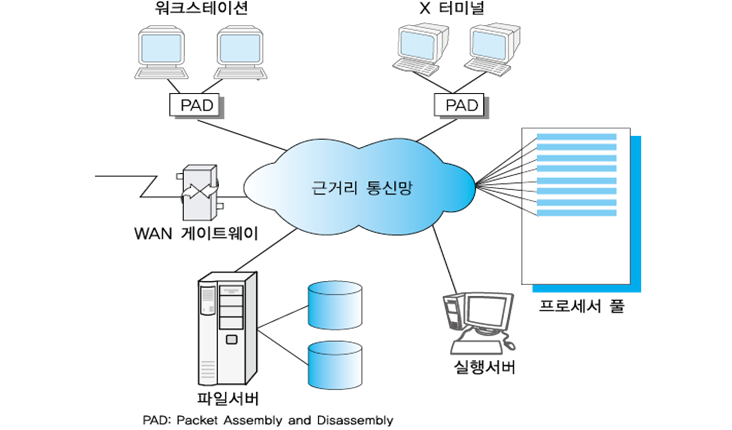 워크스테이션
X 터미널
PAD
PAD
근거리 통신망
WAN 게이트웨이
프로세서 풀
실행서버
파일서버
PAD: Packet Assembly and Disassembly